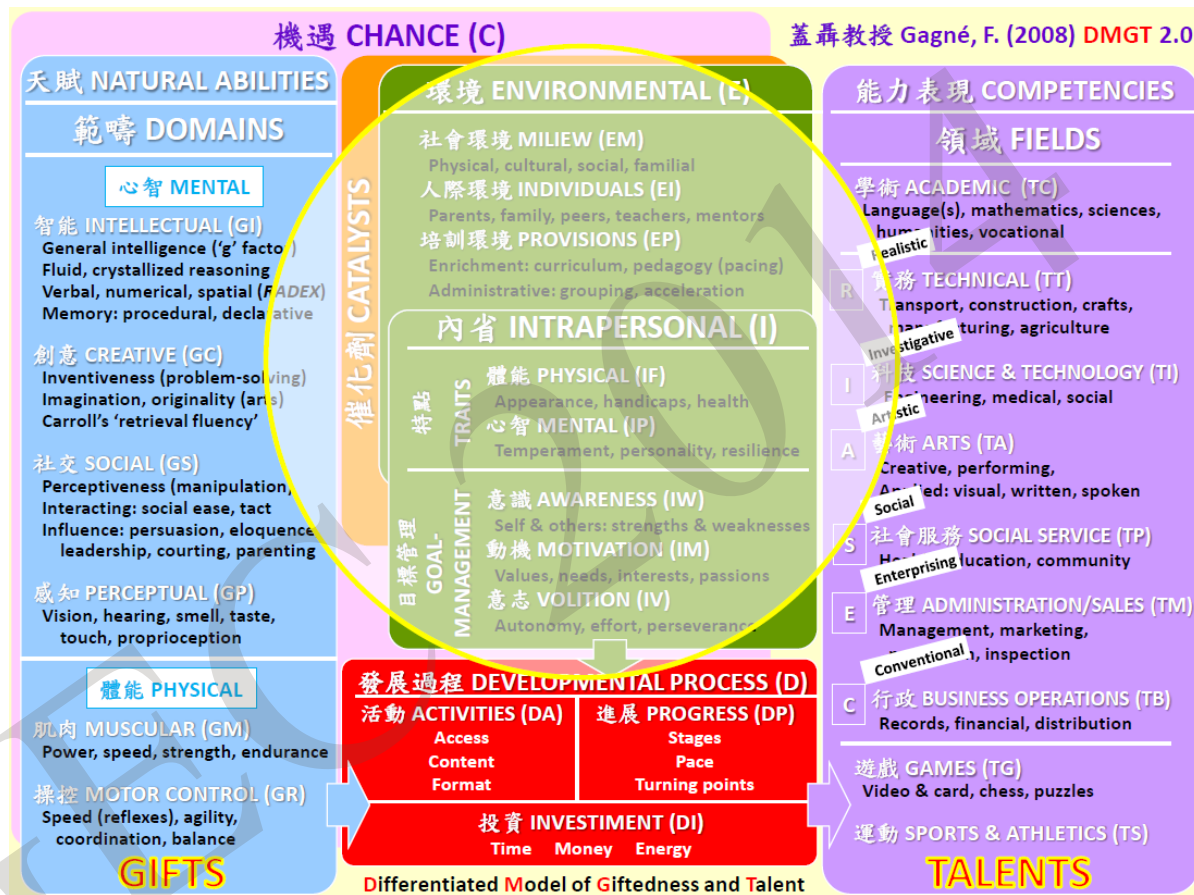 機遇 CHANCE (C)
蓋聶教授 Gagné, F. (2008) DMGT 2.0
天賦 NATURAL ABILITIES
範疇 DOMAINS
心智 MENTAL
智能 INTELLECTUAL (GI)
General intelligence (‘g’ factor)
Fluid, crystallized reasoning
Verbal, numerical, spatial (RADEX)
Memory: procedural, declarative
創意 CREATIVE (GC)
Inventiveness (problem-solving)
Imagination, originality (arts)
Carroll’s ‘retrieval fluency’
社交 SOCIAL (GS)
Perceptiveness (manipulation)
Interacting: social ease, tact
Influence: persuasion, eloquence
leadership, courting, parenting
感知 PERCEPTUAL (GP)
Vision, hearing, smell, taste,
touch, proprioception
體能 PHYSICAL
肌肉 MUSCULAR (GM)
Power, speed, strength, endurance
操控 MOTOR CONTROL (GR)
Speed (reflexes), agility,
coordination, balance
GIFTS
催化劑 CATALYSTS
環境 ENVIRONMENTAL (E)
社會環境 MILIEW (EM)
Physical, cultural, social, familial
人際環境 INDIVIDUALS (EI)
Parents, family, peers, teachers, mentors
培訓環境 PROVISIONS (EP)
Enrichment: curriculum, pedagogy (pacing)
Administrative: grouping, acceleration
內省 INTRAPERSONAL (I)
特點 TRAITS
體能 PHYSICAL (IF)
Appearance, handicaps, health
心智 MENTAL (IP)
Temperament, personality, resilience
目標管理 GOAL-MANAGEMENT
意識 AWARENESS (IW)
Self & others: strengths & weaknesses
動機 MOTIVATION (IM)
Values, needs, interests, passions
意志 VOLITION (IV)
Autonomy, effort, perseverance
發展過程 DEVELOPMENTAL PROCESS (D)
活動 ACTIVITIES (DA)
Access
Content
Format
進展 PROGRESS (DP)
Stages
Pace
Turning points
投資 INVESTIMENT (DI)
Time Money Energy
Differentiated Model of Giftedness and Talent
能力表現 COMPETENCIES
領域 FIELDS
學術 ACADEMIC (TC)
Language(s), mathematics, sciences,
humanities, vocational
Realistic
R 實務 TECHNICAL (TT)
Transport, construction, crafts,
manufacturing, agriculture
Investigative
I 科技 SCIENCE & TECHNOLOGY (TI)
Engineering, medical, social
Artistic
A 藝術 ARTS (TA)
Creative, performing,
Applied: visual, written, spoken
Social
S 社會服務 SOCIAL SERVICE (TP)
education, community
Enterprising
E 管理 ADMINISTRATION/SALES (TM)
Management, marketing,
inspection
Conventional
C 行政 BUSINESS OPERATIONS (TB)
Records, financial, distribution
遊戲 GAMES (TG)
Video & card, chess, puzzles
運動 SPORTS & ATHLETICS (TS)
TALENTS